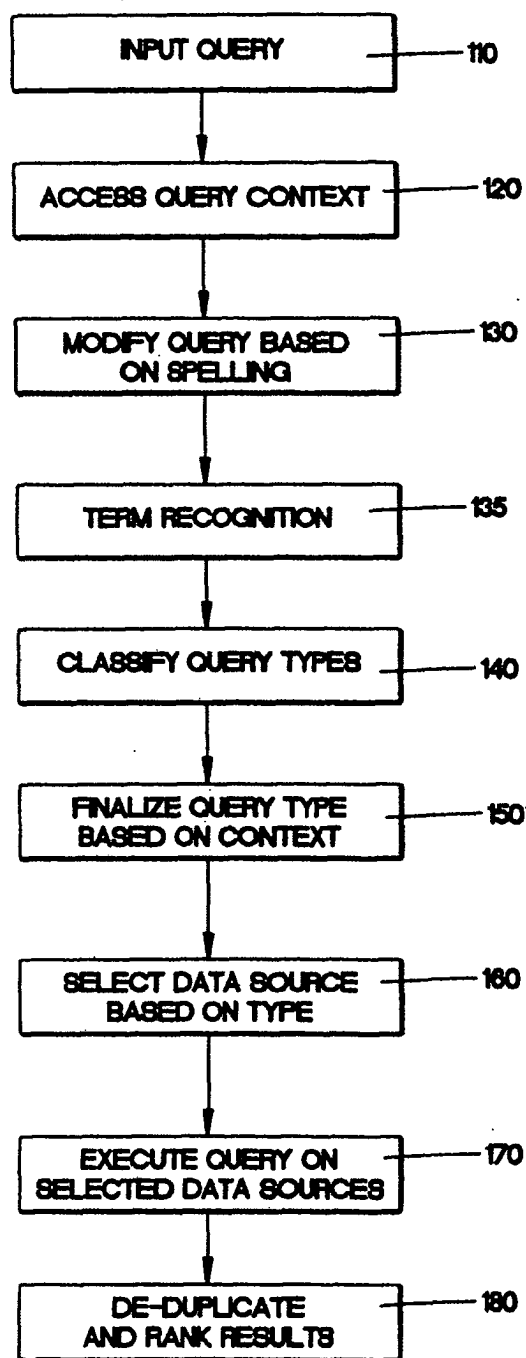 INPUT QUERY 110
ACCESS QUERY CONTEXT 120
MODIFY QUERY BASED 130
ON SPELLING
TERM RECOGNITION 135
CLASSIFY QUERY TYPES 140
FINALIZE QUERY TYPE
BASED ON CONTEXT 150
SELECT DATA SOURCE 160
BASED ON TYPE
EXECUTE QUERY ON 170
SELECTED DATA SOURCES
DE-DUPLICATE 180
AND RANK RESULTS